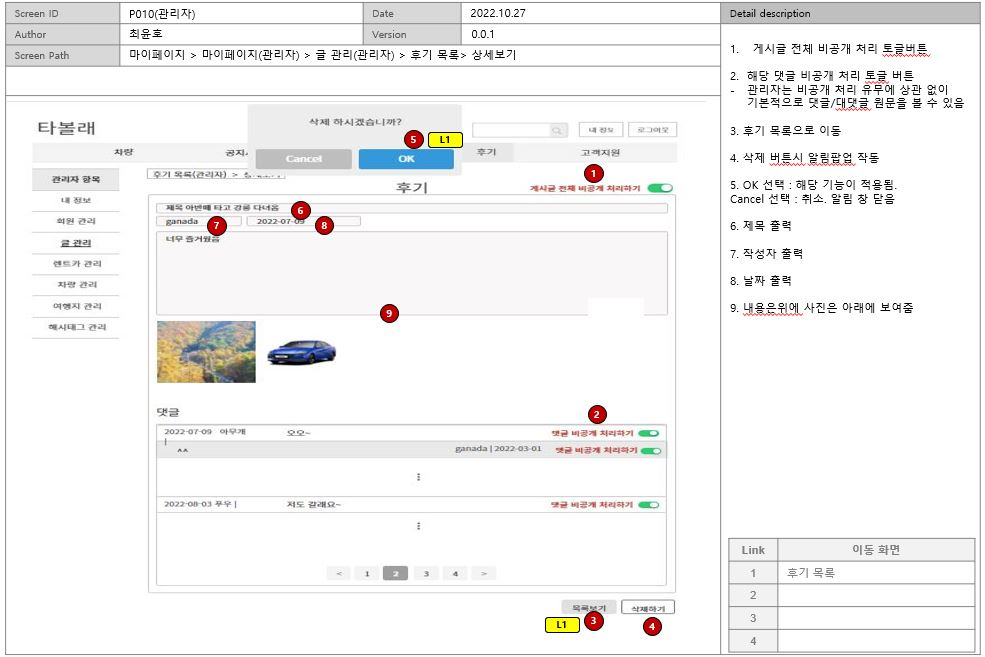 Screen ID P010(관리자) Date 2022.10.27
Author 최윤호 Version 0.0.1
Screen Path 마이페이지 > 마이페이지(관리자) > 글 관리(관리자) > 후기 목록> 상세보기
삭제 하시겠습니까?
5 L1
Cancel OK
타볼래
내 정보 로그아웃
차량 공지 후기 고객지원
관리자 항목
내 정보
회원 관리
글 관리
렌트카 관리
차량 관리
여행지 관리
해시태그 관리
후기 목록(관리자) > 상세보기
1
후기 게시글 전체 비공개 처리하기
제목 아반떼 타고 강릉 다녀옴 6
ganada 7 2022-07-09 8
너무 즐거웠음
9
댓글
2
2022-07-09 아무개 | 오오~ 댓글 비공개 처리하기
^^ ganada | 2022-03-01 댓글 비공개 처리하기
⋮
2022-08-03 푸우 | 저도 갈래요~ 댓글 비공개 처리하기
⋮
< 1 2 3 4 >
목록보기 삭제하기
L1 3 4
Detail description
1. 게시글 전체 비공개 처리 토글버튼
2. 해당 댓글 비공개 처리 토글 버튼
- 관리자는 비공개 처리 유무에 상관 없이
기본적으로 댓글/대댓글 원문을 볼 수 있음
3. 후기 목록으로 이동
4. 삭제 버튼시 알림팝업 작동
5. OK 선택 : 해당 기능이 적용됨.
Cancel 선택 : 취소. 알림 창 닫음
6. 제목 출력
7. 작성자 출력
8. 날짜 출력
9. 내용은위에 사진은 아래에 보여줌
Link 이동 화면
1 후기 목록
2
3
4